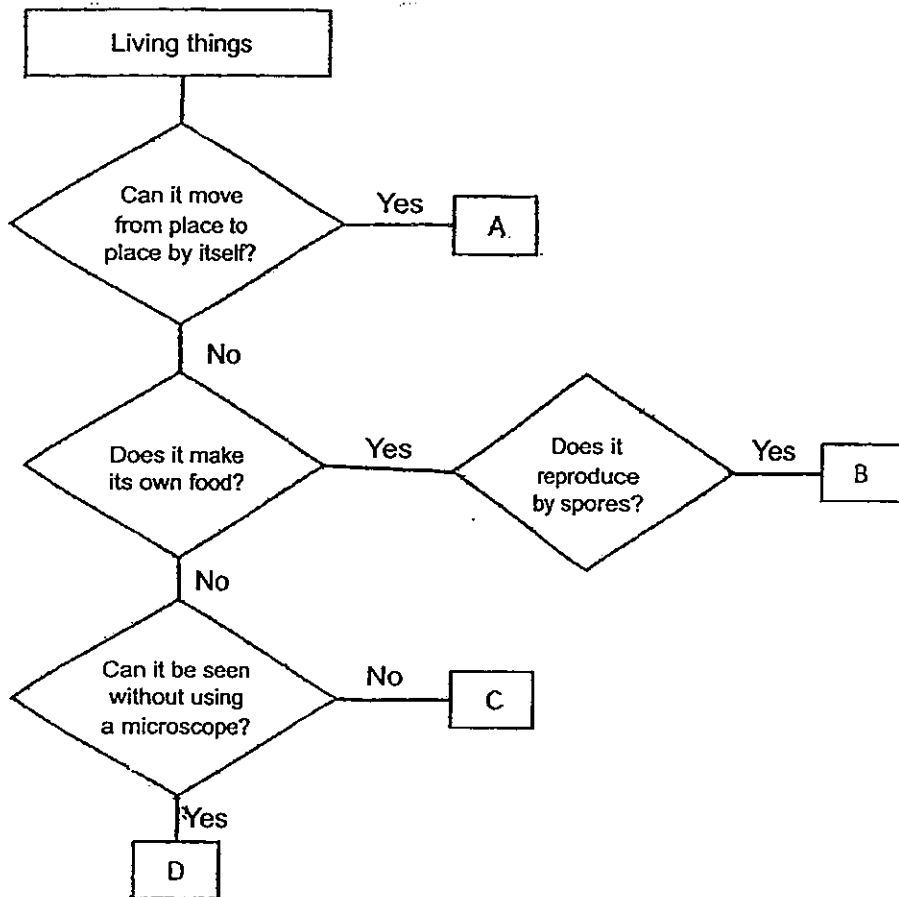 Living things
Can it move
from place to
place by itself?
Yes
A
No
Does it make
its own food?
Yes
Does it
reproduce
by spores?
Yes
B
No
Can it be seen
without using
a microscope?
No
C
Yes
D